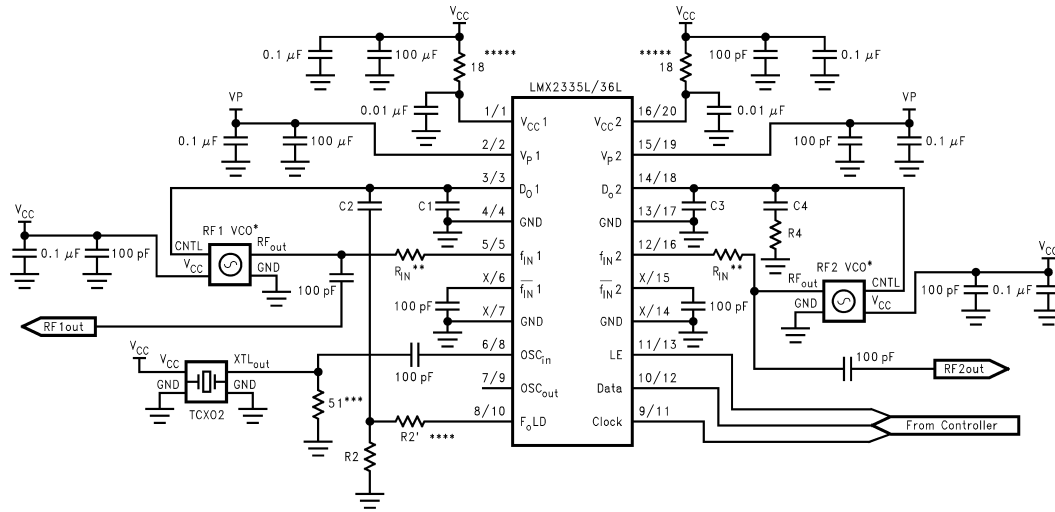 VCC
VCC
0.1 µF
100 µF
*****
18
*****
18
100 pF
0.1 µF
LMX2335L/36L
0.01 µF
1/1
VCC1
VCC2
16/20
0.01 µF
VP
VP
0.1 µF
100 µF
2/2
VP1
VP2
15/19
100 pF
0.1 µF
3/3
DO1
Do2
14/18
C2
C1
4/4
GND
GND
13/17
C3
C4
R4
VCC
0.1 µF
100 pF
RF1 VCO*
CNTL
RFout
VCC
GND
5/5
fIN1
fIN2
12/16
RIN**
RIN**
RF2 VCO*
RFout
CNTL
GND
VCC
VCC
100 pF
0.1 µF
100 pF
X/6
fIN1
fIN2
X/15
100 pF
100 pF
X/7
GND
GND
X/14
RF1out
6/8
OSCin
LE
11/13
100 pF
100 pF
RF2out
VCC
VCC
XTLout
GND
GND
TCXO2
51***
7/9
OSCout
Data
10/12
8/10
FoLD
Clock
9/11
R2'
****
R2
From Controller